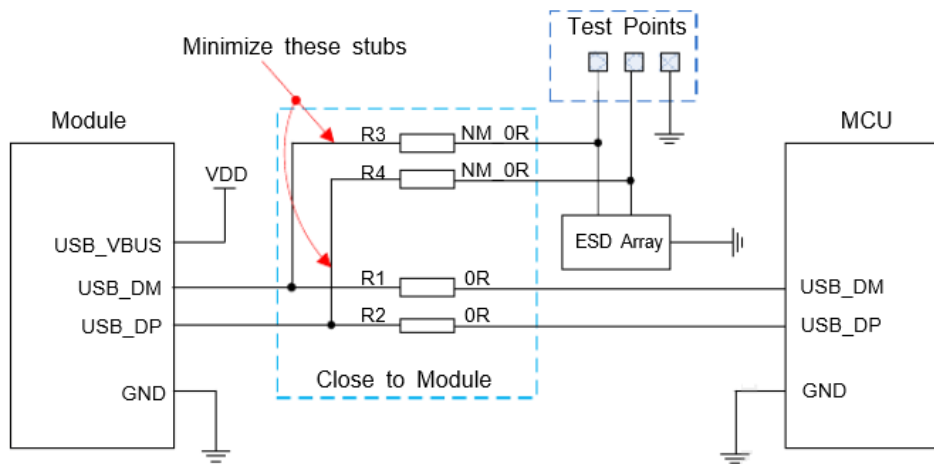 Minimize these stubs
Test Points
Module
MCU
R3 NM_0R
R4 NM_0R
VDD
ESD Array
USB_VBUS
USB_DM
R1 0R
USB_DM
USB_DP
R2 0R
USB_DP
Close to Module
GND
GND